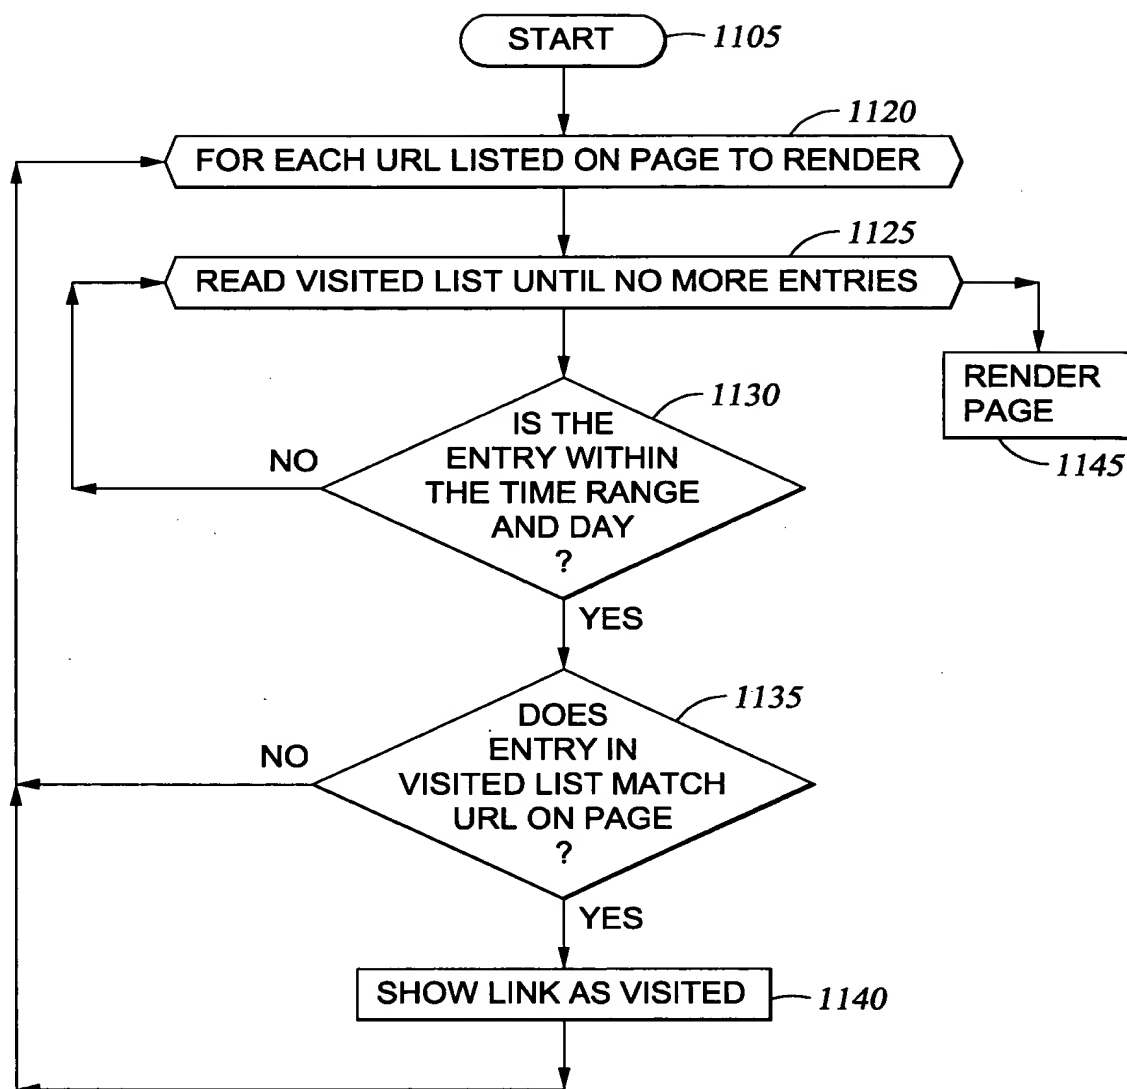 START
1105
1120
FOR EACH URL LISTED ON PAGE TO RENDER
1125
READ VISITED LIST UNTIL NO MORE ENTRIES
RENDER
PAGE
1145
1130
IS THE
ENTRY WITHIN
THE TIME RANGE
AND DAY
?
NO
YES
1135
DOES
ENTRY IN
VISITED LIST MATCH
URL ON PAGE
?
NO
YES
SHOW LINK AS VISITED
1140